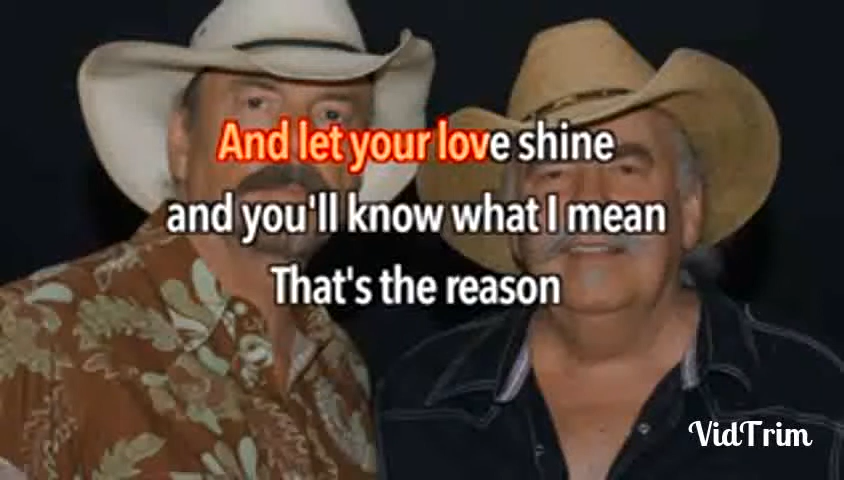 And let your love shine
and you'll know what I mean
That's the reason
VidTrim